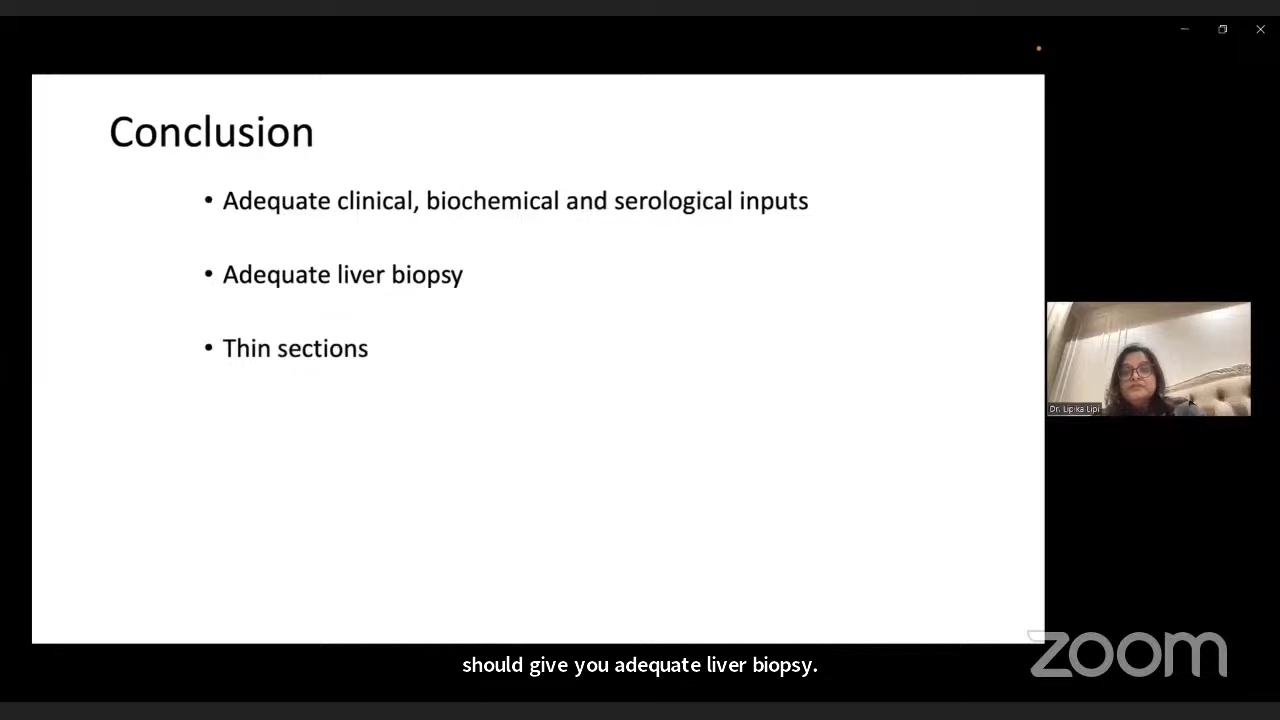 Conclusion
• Adequate clinical, biochemical and serological inputs
• Adequate liver biopsy
• Thin sections
Dr. Lipika Lipi
should give you adequate liver biopsy.
zoom